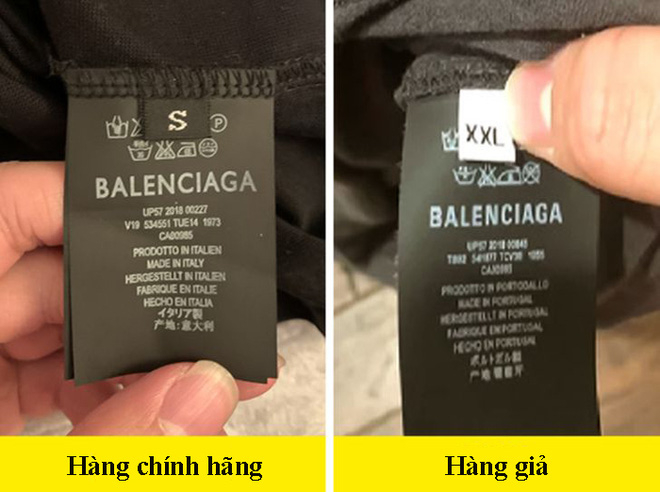 S
BALENCIAGA
UP57 2018 00227
V19 534551 TUE14 1973
CA00985
PRODOTTO IN ITALIEN
MADE IN ITALY
HERGESTELLT IN ITALIEN
FABRIQUE EN ITALIE
HECHO EN ITALIA
イタリア製
产地:意大利
Hàng chính hãng
XXL
BALENCIAGA
UP57 2018
CA00985
PRODOTTO IN PORTOGALLO
MADE IN PORTUGAL
HERGESTELLT IN PORTUGAL
FABRIQUE EN PORTUGAL
HECHO EN PORTUGAL
ポルトガル製
Hàng giả